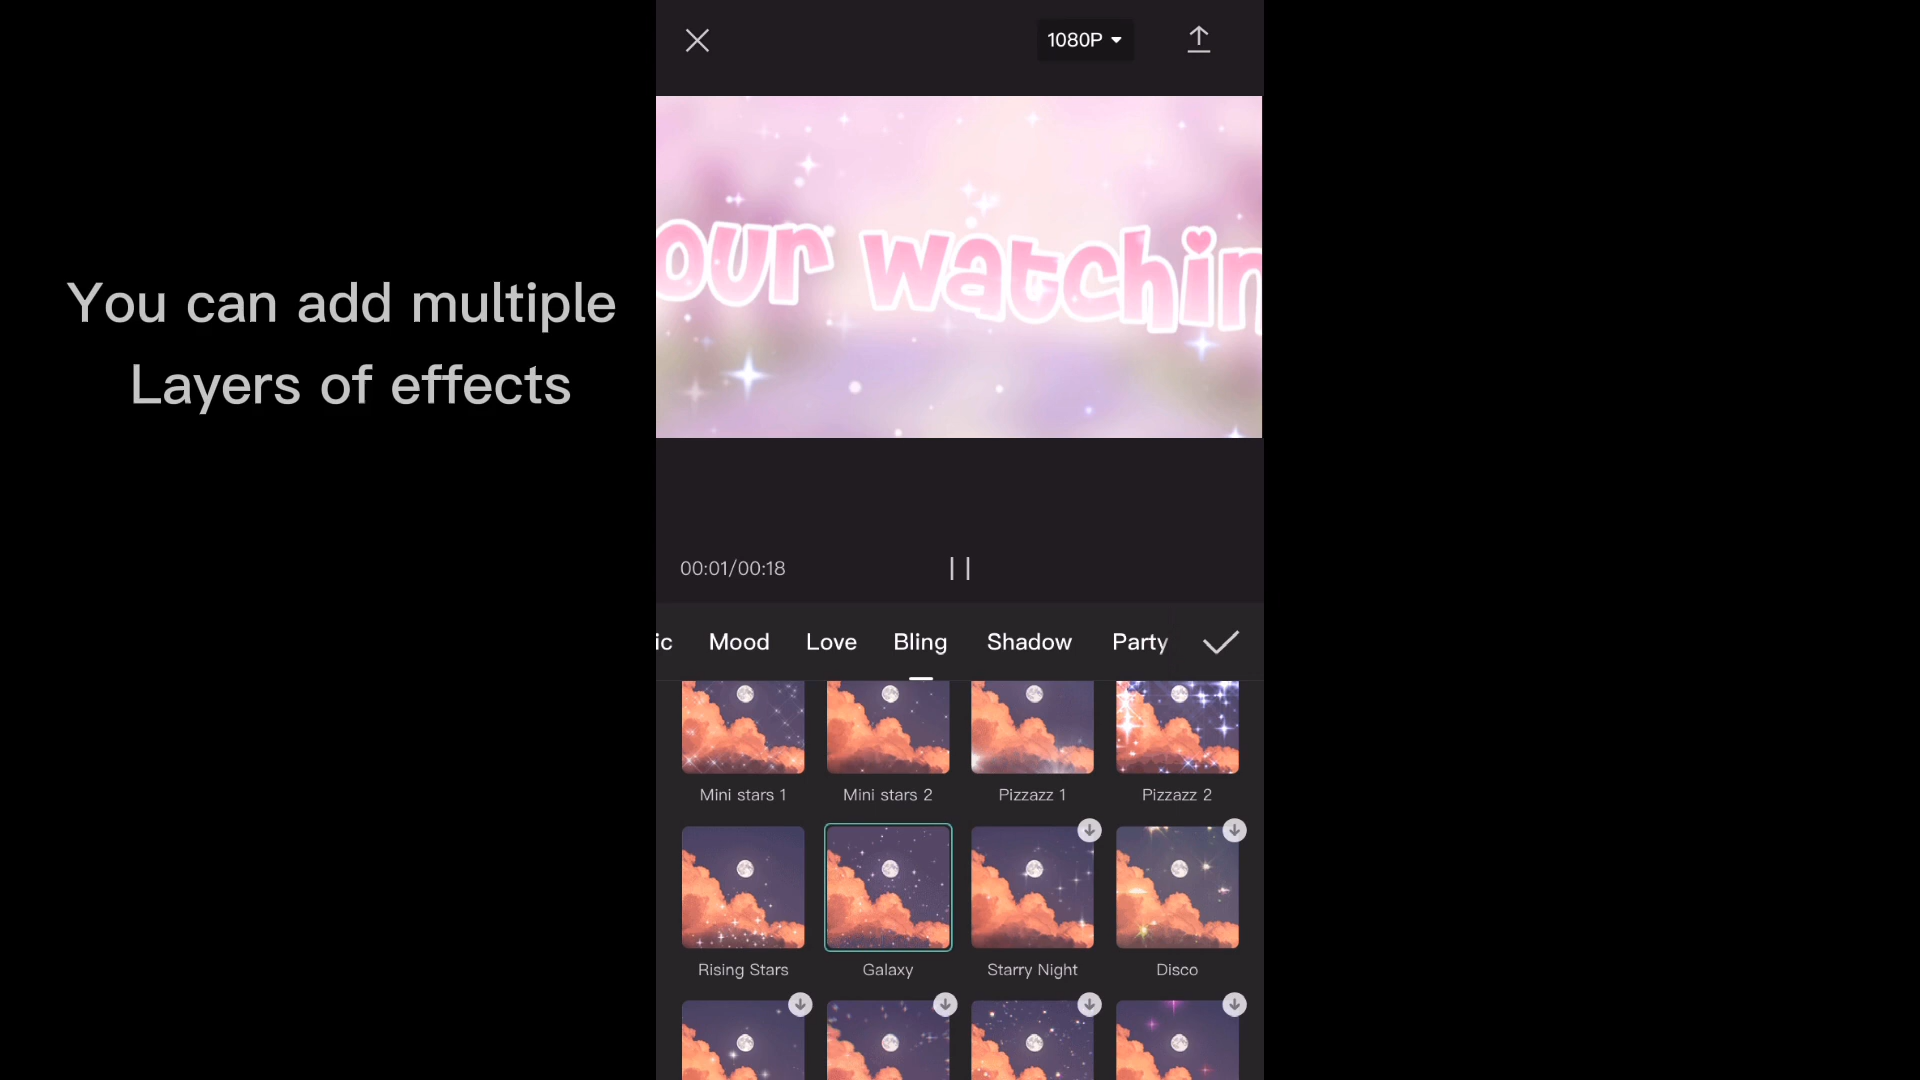 1080P
our watchin
You can add multiple
Layers of effects
00:01/00:18
ic Mood Love Bling Shadow Party
Mini stars 1 Mini stars 2 Pizzazz 1 Pizzazz 2
Rising Stars Galaxy Starry Night Disco